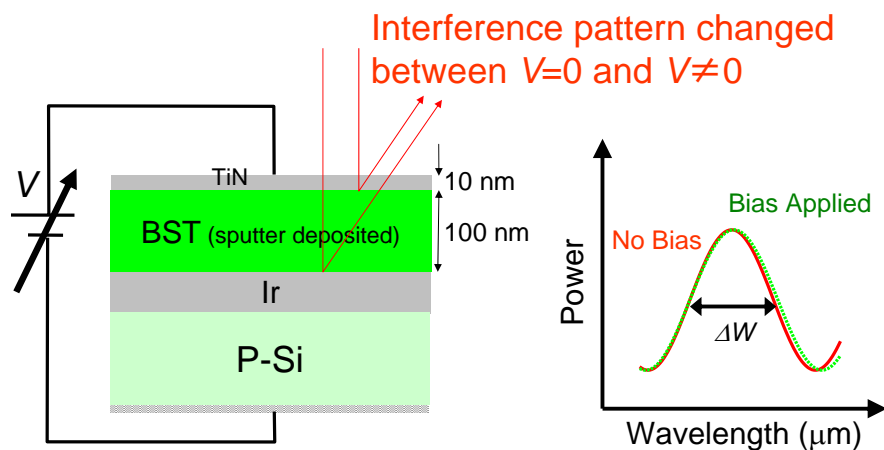 Interference pattern changed
between V=0 and V≠0
V
TiN
10 nm
BST (sputter deposited)
100 nm
Ir
P-Si
Bias Applied
No Bias
Power
ΔW
Wavelength (μm)